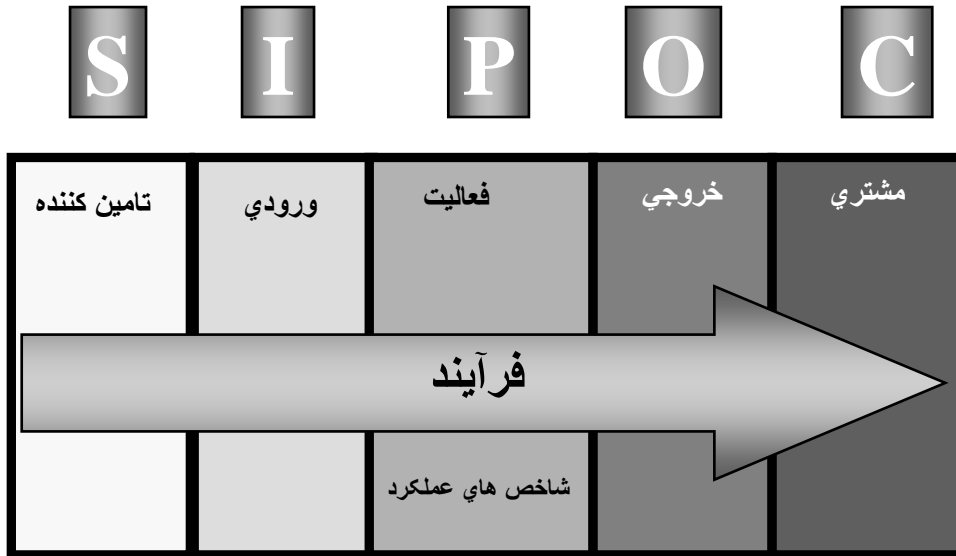 S I P O C
تامين كننده
ورودي
فعاليت
خروجي
مشتري
فرآيند
شاخص هاي عملكرد